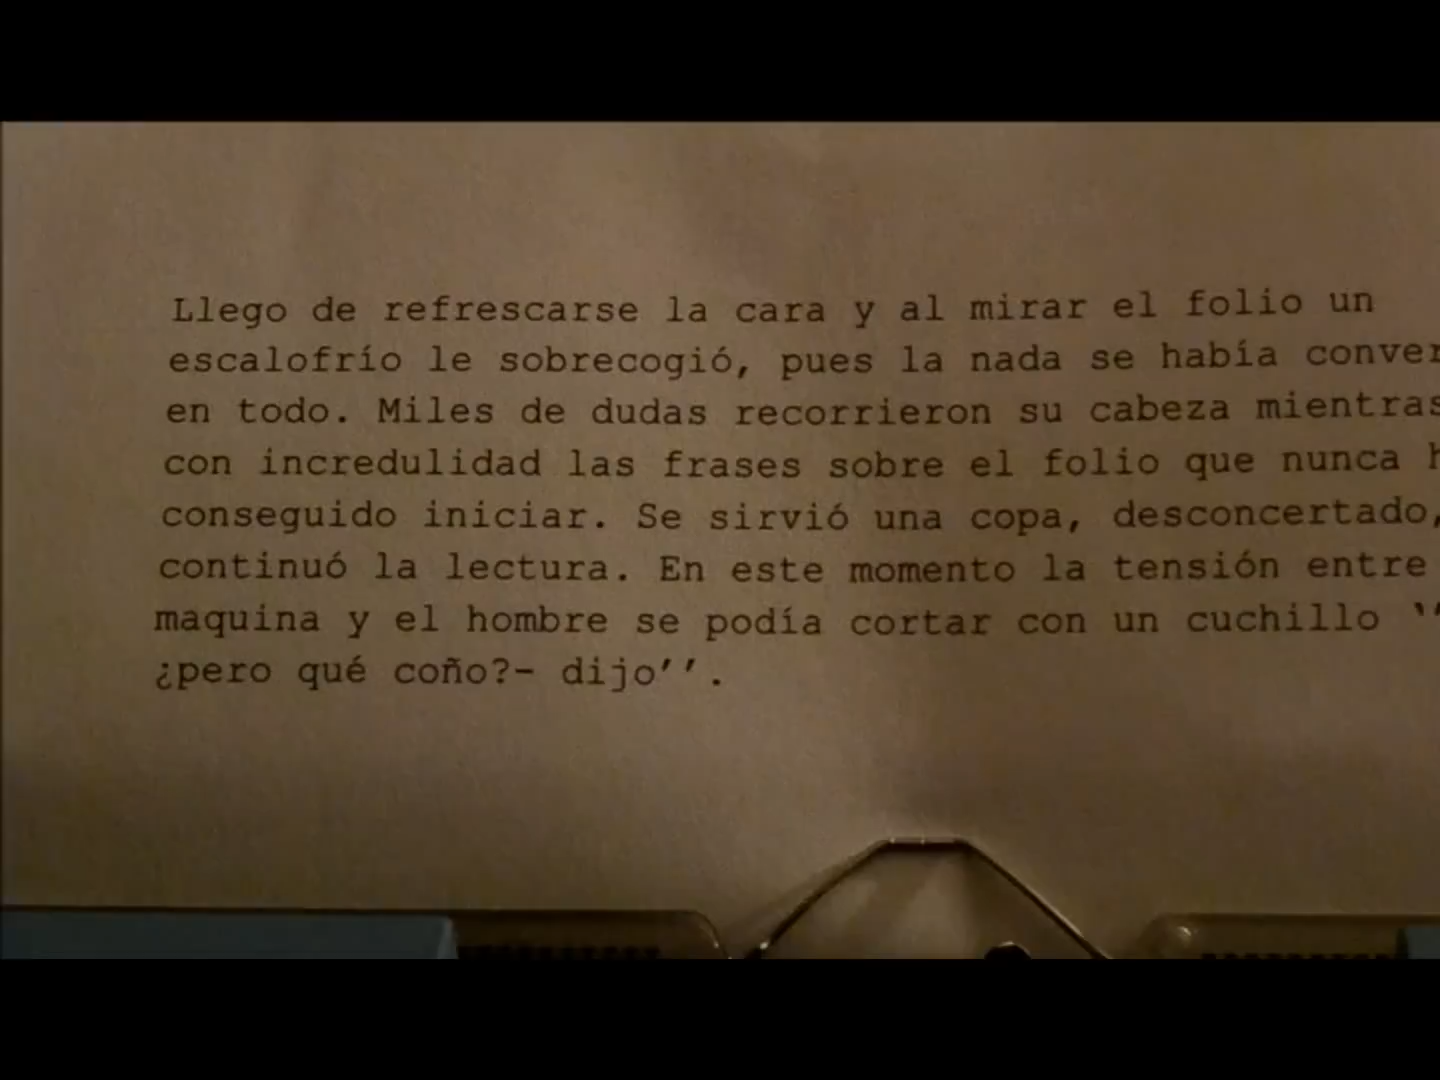 Llego de refrescarse la cara y al mirar el folio un
escalofrío le sobrecogió, pues la nada se había
en todo. Miles de dudas recorrieron su cabeza mientras
con incredulidad las frases sobre el folio que nunca
conseguido iniciar. Se sirvió una copa, desconcertado,
continuó la lectura. En este momento la tensión entre
maquina y el hombre se podía cortar con un cuchillo ‘‘
¿pero qué coño?- dijo’’.